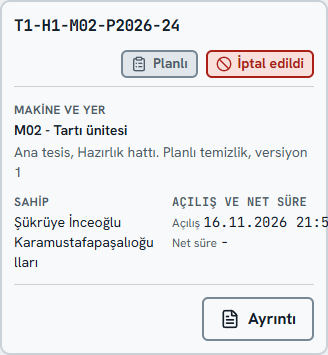 T1-H1-M02-P2026-24
Planlı
İptal edildi
MAKİNE VE YER
M02 - Tartı ünitesi
Ana tesis, Hazırlık hattı. Planlı temizlik, versiyon
1
SAHİP
Şükrüye İnceoğlu
Karamustafapaşalıoğu
lları
AÇILIŞ VE NET SÜRE
Açılış 16.11.2026 21:5
Net süre -
Ayrıntı